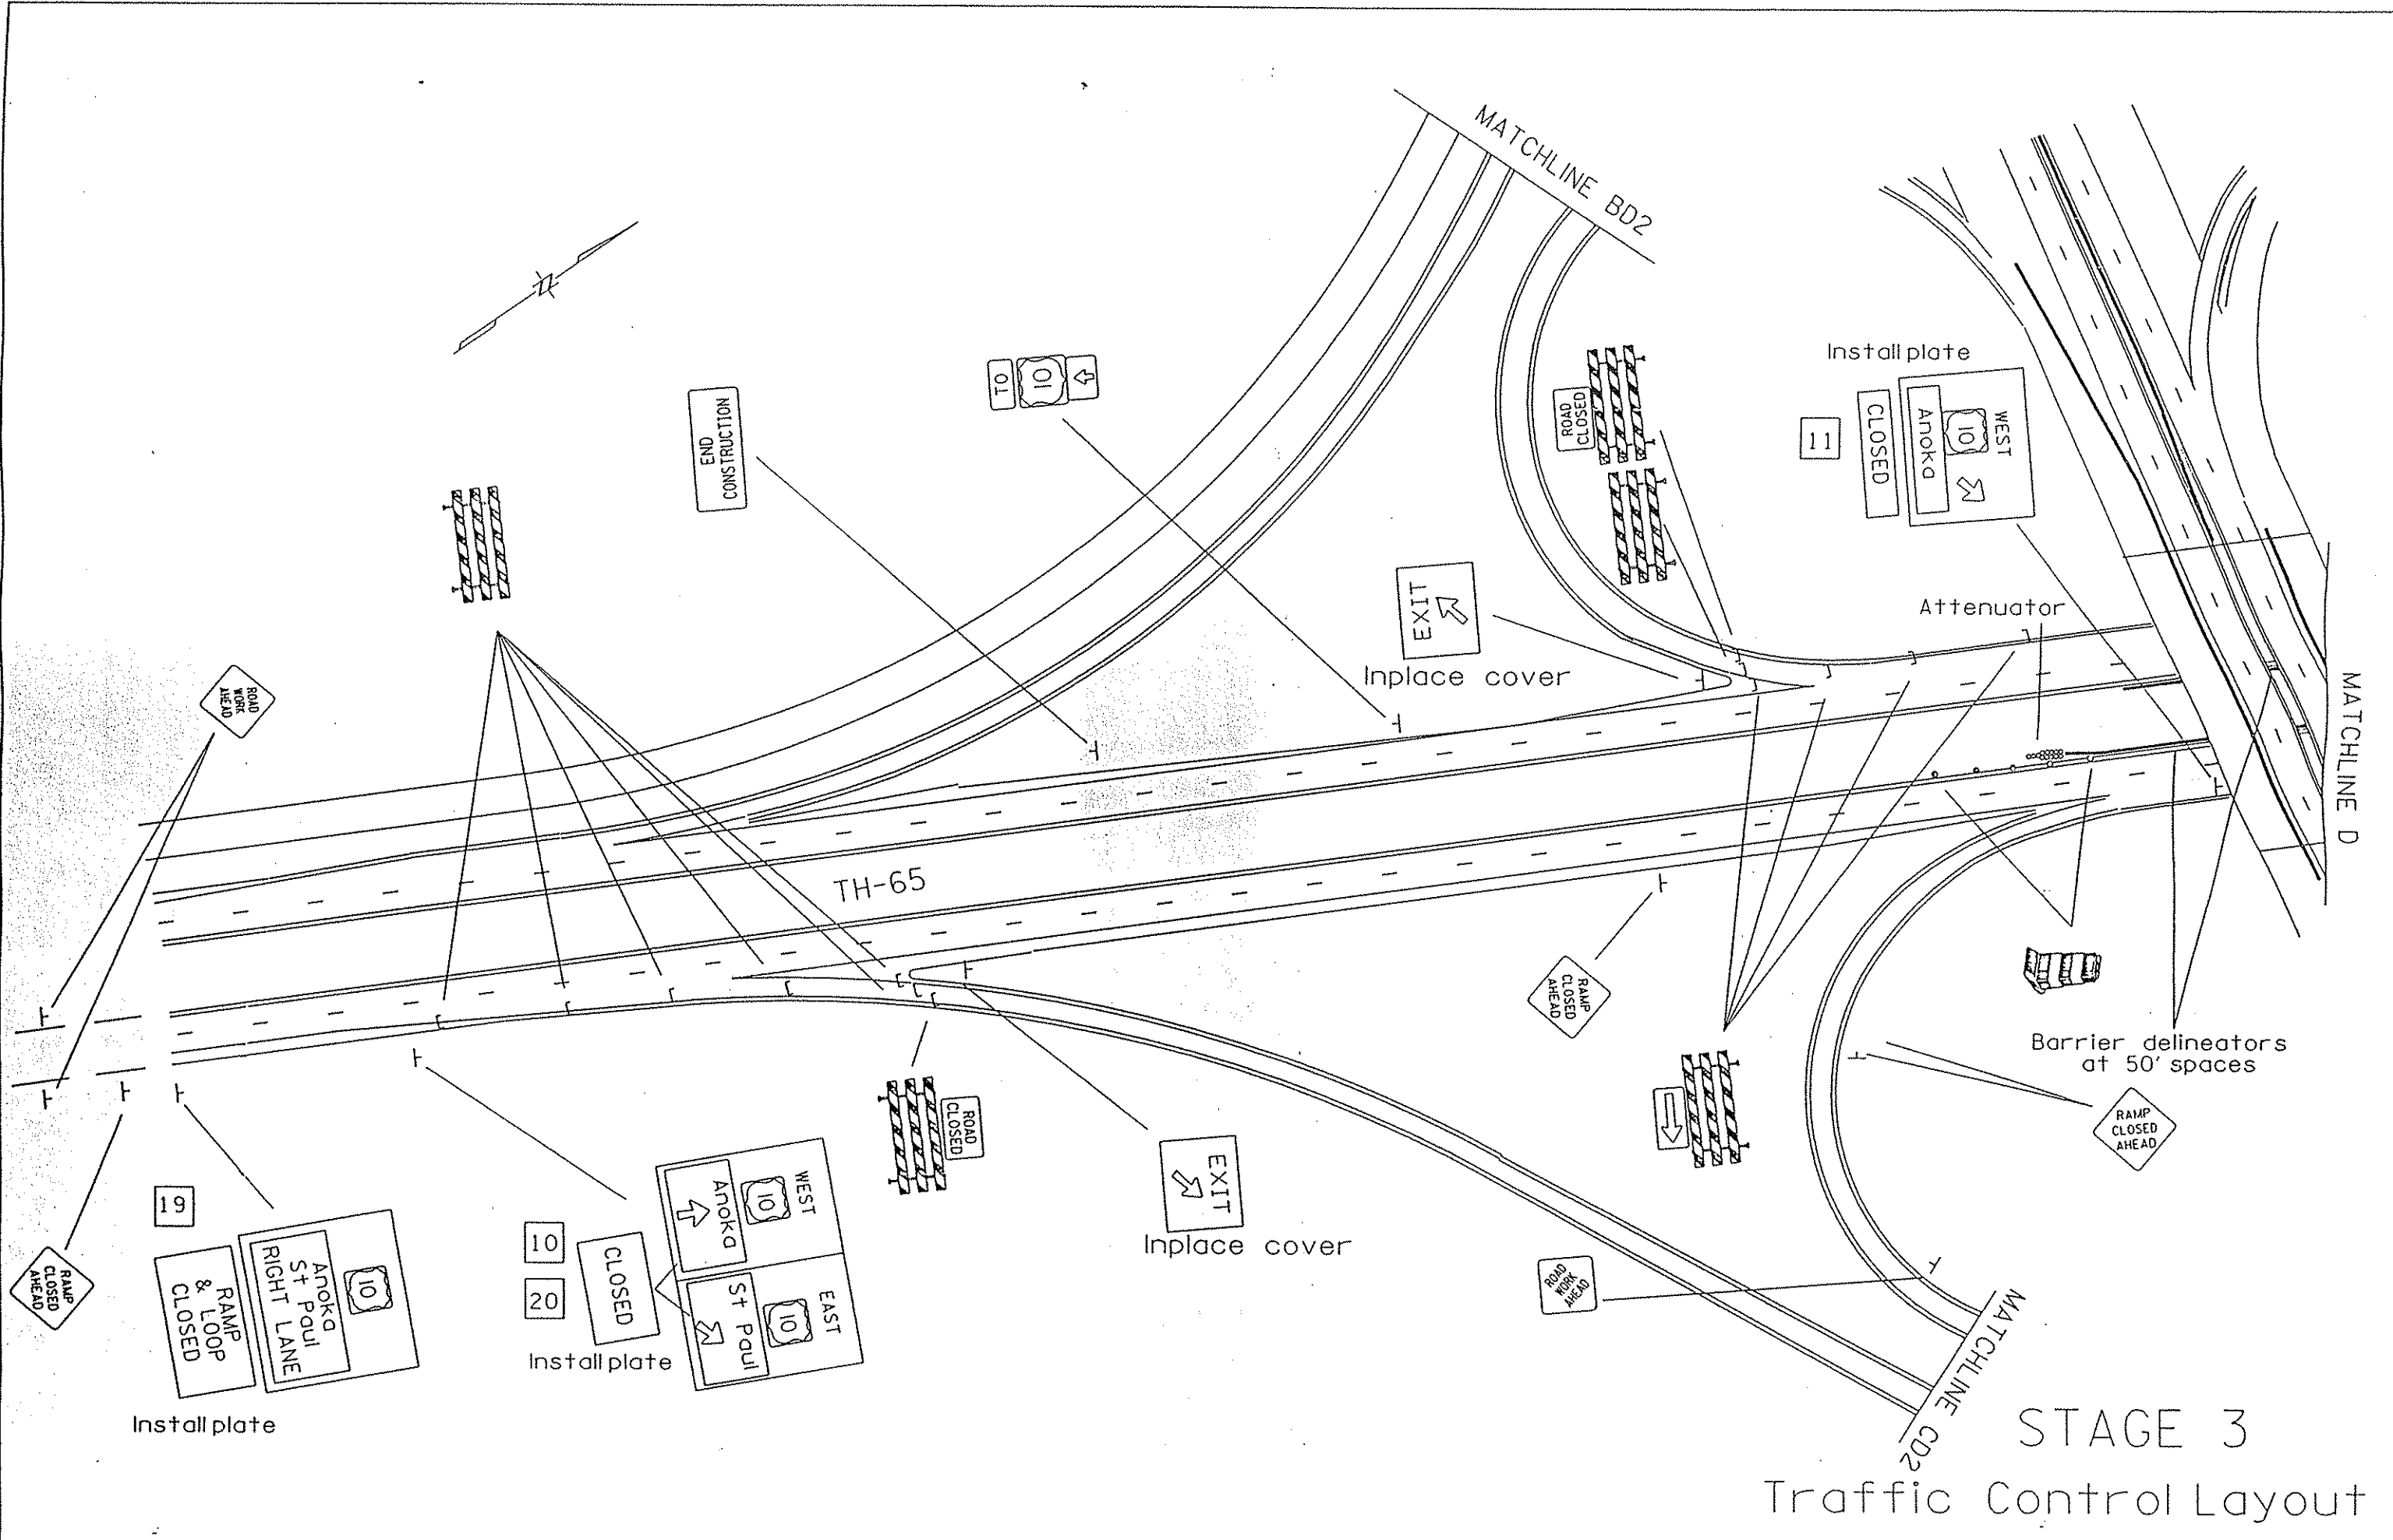 MATCHLINE BD2
Install plate
WEST
10
Anoka
CLOSED
11
TO
10
END
CONSTRUCTION
ROAD
CLOSED
EXIT
Inplace cover
Attenuator
MATCHLINE D
ROAD
WORK
AHEAD
TH-65
RAMP
CLOSED
AHEAD
Barrier delineators
at 50' spaces
RAMP
CLOSED
AHEAD
ROAD
CLOSED
EXIT
Inplace cover
WEST
10
Anoka
EAST
10
St Paul
CLOSED
10
20
Install plate
19
10
Anoka
St Paul
RIGHT LANE
RAMP
& LOOP
CLOSED
Install plate
RAMP
CLOSED
AHEAD
ROAD
WORK
AHEAD
MATCHLINE CD2
STAGE 3
Traffic Control Layout